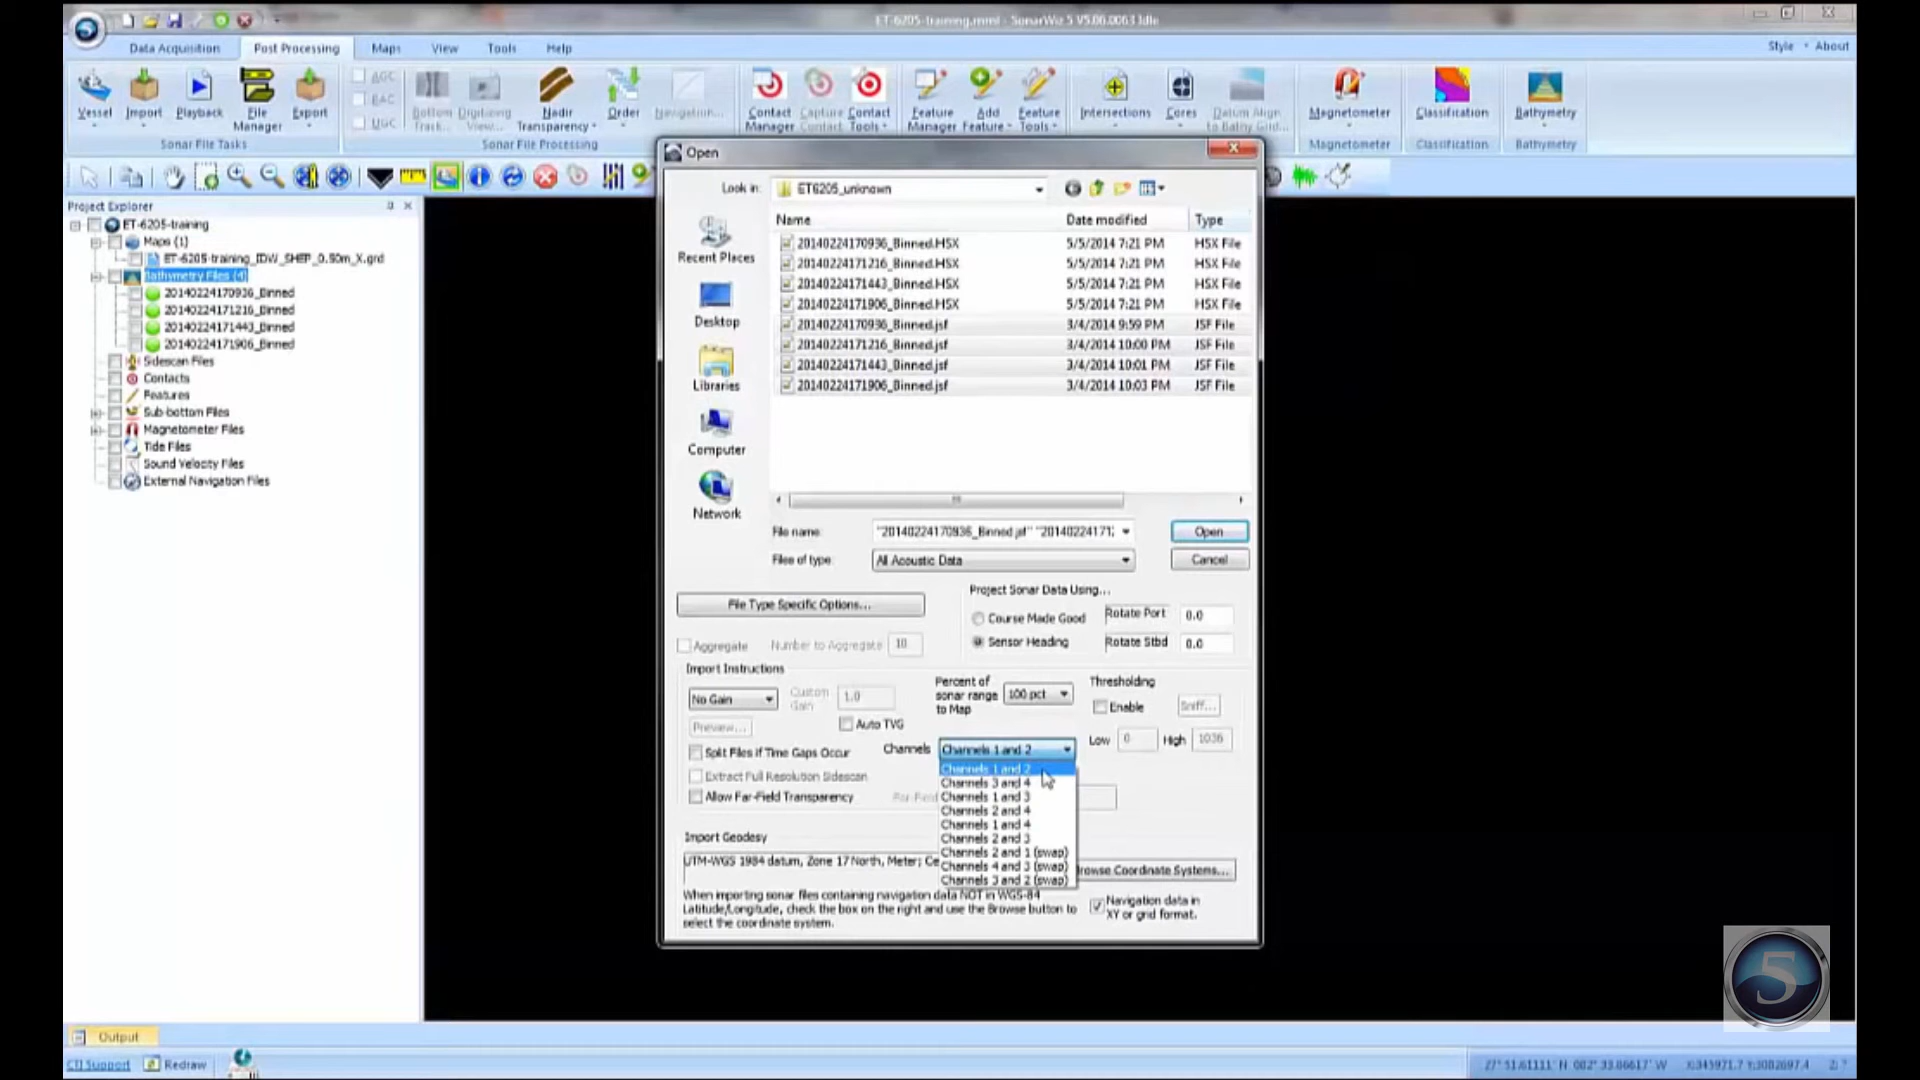 ET-6205-training.mml - SonarWiz 5 V5.06.0063 Idle
Data Acquisition Post Processing Maps View Tools Help Style About
Vessel Import Playback File Manager Export
AGC
EAC
UGC
Bottom Track... Digitizing View... Nadir Transparency Order Navigation...
Contact Manager Capture Contact Contact Tools
Feature Manager Add Feature Feature Tools
Intersections Cores Datum Align to Bathy Grid...
Magnetometer Classification Bathymetry
Sonar File Tasks Sonar File Processing Magnetometer Classification Bathymetry
Project Explorer
ET-6205-training
Maps (1)
ET-6205-training_IDW_SHEP_0.50m_X.grd
Bathymetry Files (4)
20140224170936_Binned
20140224171216_Binned
20140224171443_Binned
20140224171906_Binned
Sidescan Files
Contacts
Features
Sub-bottom Files
Magnetometer Files
Tide Files
Sound Velocity Files
External Navigation Files
Open
Look in: ET6205_unknown
Recent Places
Desktop
Libraries
Computer
Network
Name Date modified Type
20140224170936_Binned.HSX 5/5/2014 7:21 PM HSX File
20140224171216_Binned.HSX 5/5/2014 7:21 PM HSX File
20140224171443_Binned.HSX 5/5/2014 7:21 PM HSX File
20140224171906_Binned.HSX 5/5/2014 7:21 PM HSX File
20140224170936_Binned.jsf 3/4/2014 9:59 PM JSF File
20140224171216_Binned.jsf 3/4/2014 10:00 PM JSF File
20140224171443_Binned.jsf 3/4/2014 10:01 PM JSF File
20140224171906_Binned.jsf 3/4/2014 10:03 PM JSF File
File name: "20140224170936_Binned.jsf" "201402241712 Open
Files of type: All Acoustic Data Cancel
File Type Specific Options...
Aggregate Number to Aggregate 10
Project Sonar Data Using...
Course Made Good Rotate Port 0.0
Sensor Heading Rotate Stbd 0.0
Import Instructions
No Gain Custom Gain 1.0
Preview... Auto TVG
Percent of sonar range to Map 100 pct
Thresholding
Enable Sniff...
Low 0 High 1036
Split Files if Time Gaps Occur
Extract Full Resolution Sidescan
Allow Far-Field Transparency Far-Field
Channels Channels 1 and 2
Channels 1 and 2
Channels 3 and 4
Channels 1 and 3
Channels 2 and 4
Channels 1 and 4
Channels 2 and 3
Channels 2 and 1 (swap)
Channels 4 and 3 (swap)
Channels 3 and 2 (swap)
Import Geodesy
UTM-WGS 1984 datum, Zone 17 North, Meter; Ce
Browse Coordinate Systems...
When importing sonar files containing navigation data NOT in WGS-84
Latitude/Longitude, check the box on the right and use the Browse button to
select the coordinate system.
Navigation data in
XY or grid format.
5
Output
CTI Support Redraw
27° 51.61111' N 082° 33.86617' W X:345971.7 Y:3082697.4 Z: ?